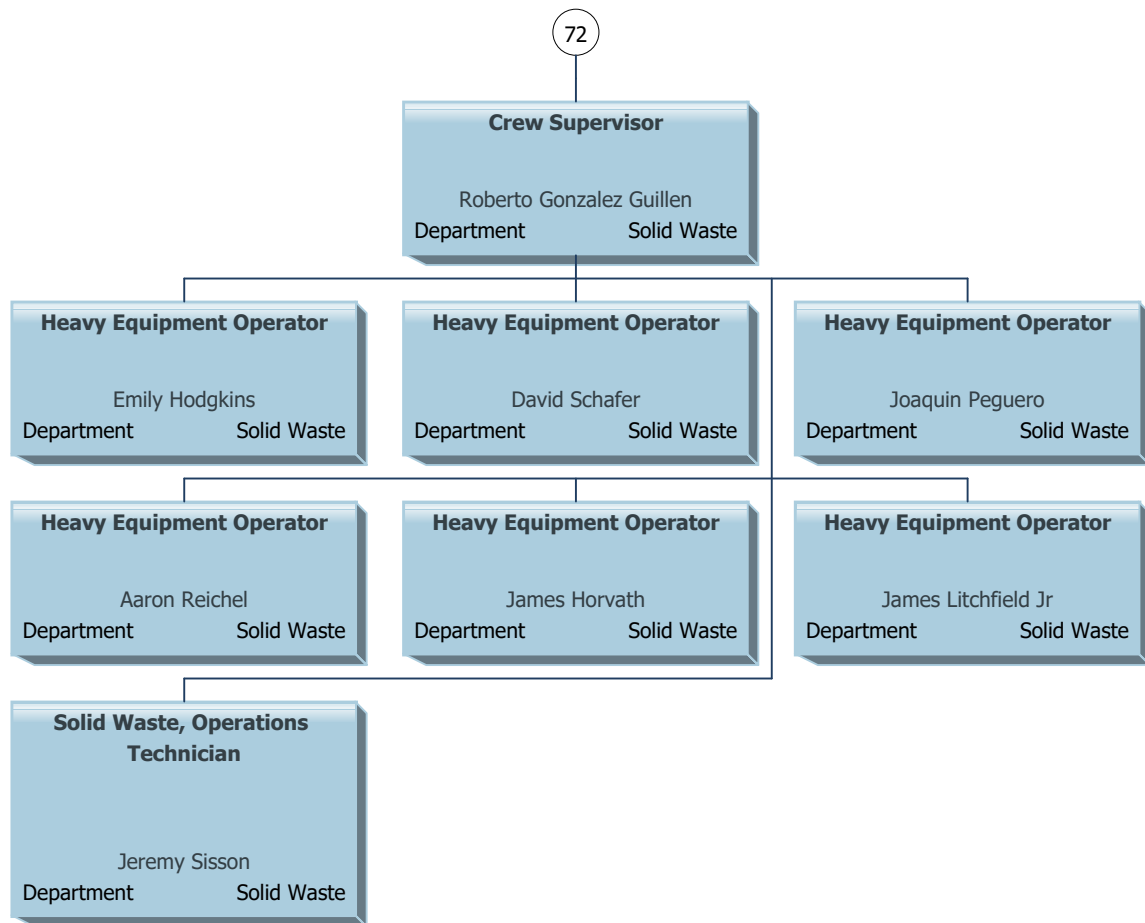 72
Crew Supervisor
Roberto Gonzalez Guillen
Department Solid Waste
Heavy Equipment Operator
Emily Hodgkins
Department Solid Waste
Heavy Equipment Operator
David Schafer
Department Solid Waste
Heavy Equipment Operator
Joaquin Peguero
Department Solid Waste
Heavy Equipment Operator
Aaron Reichel
Department Solid Waste
Heavy Equipment Operator
James Horvath
Department Solid Waste
Heavy Equipment Operator
James Litchfield Jr
Department Solid Waste
Solid Waste, Operations
Technician
Jeremy Sisson
Department Solid Waste